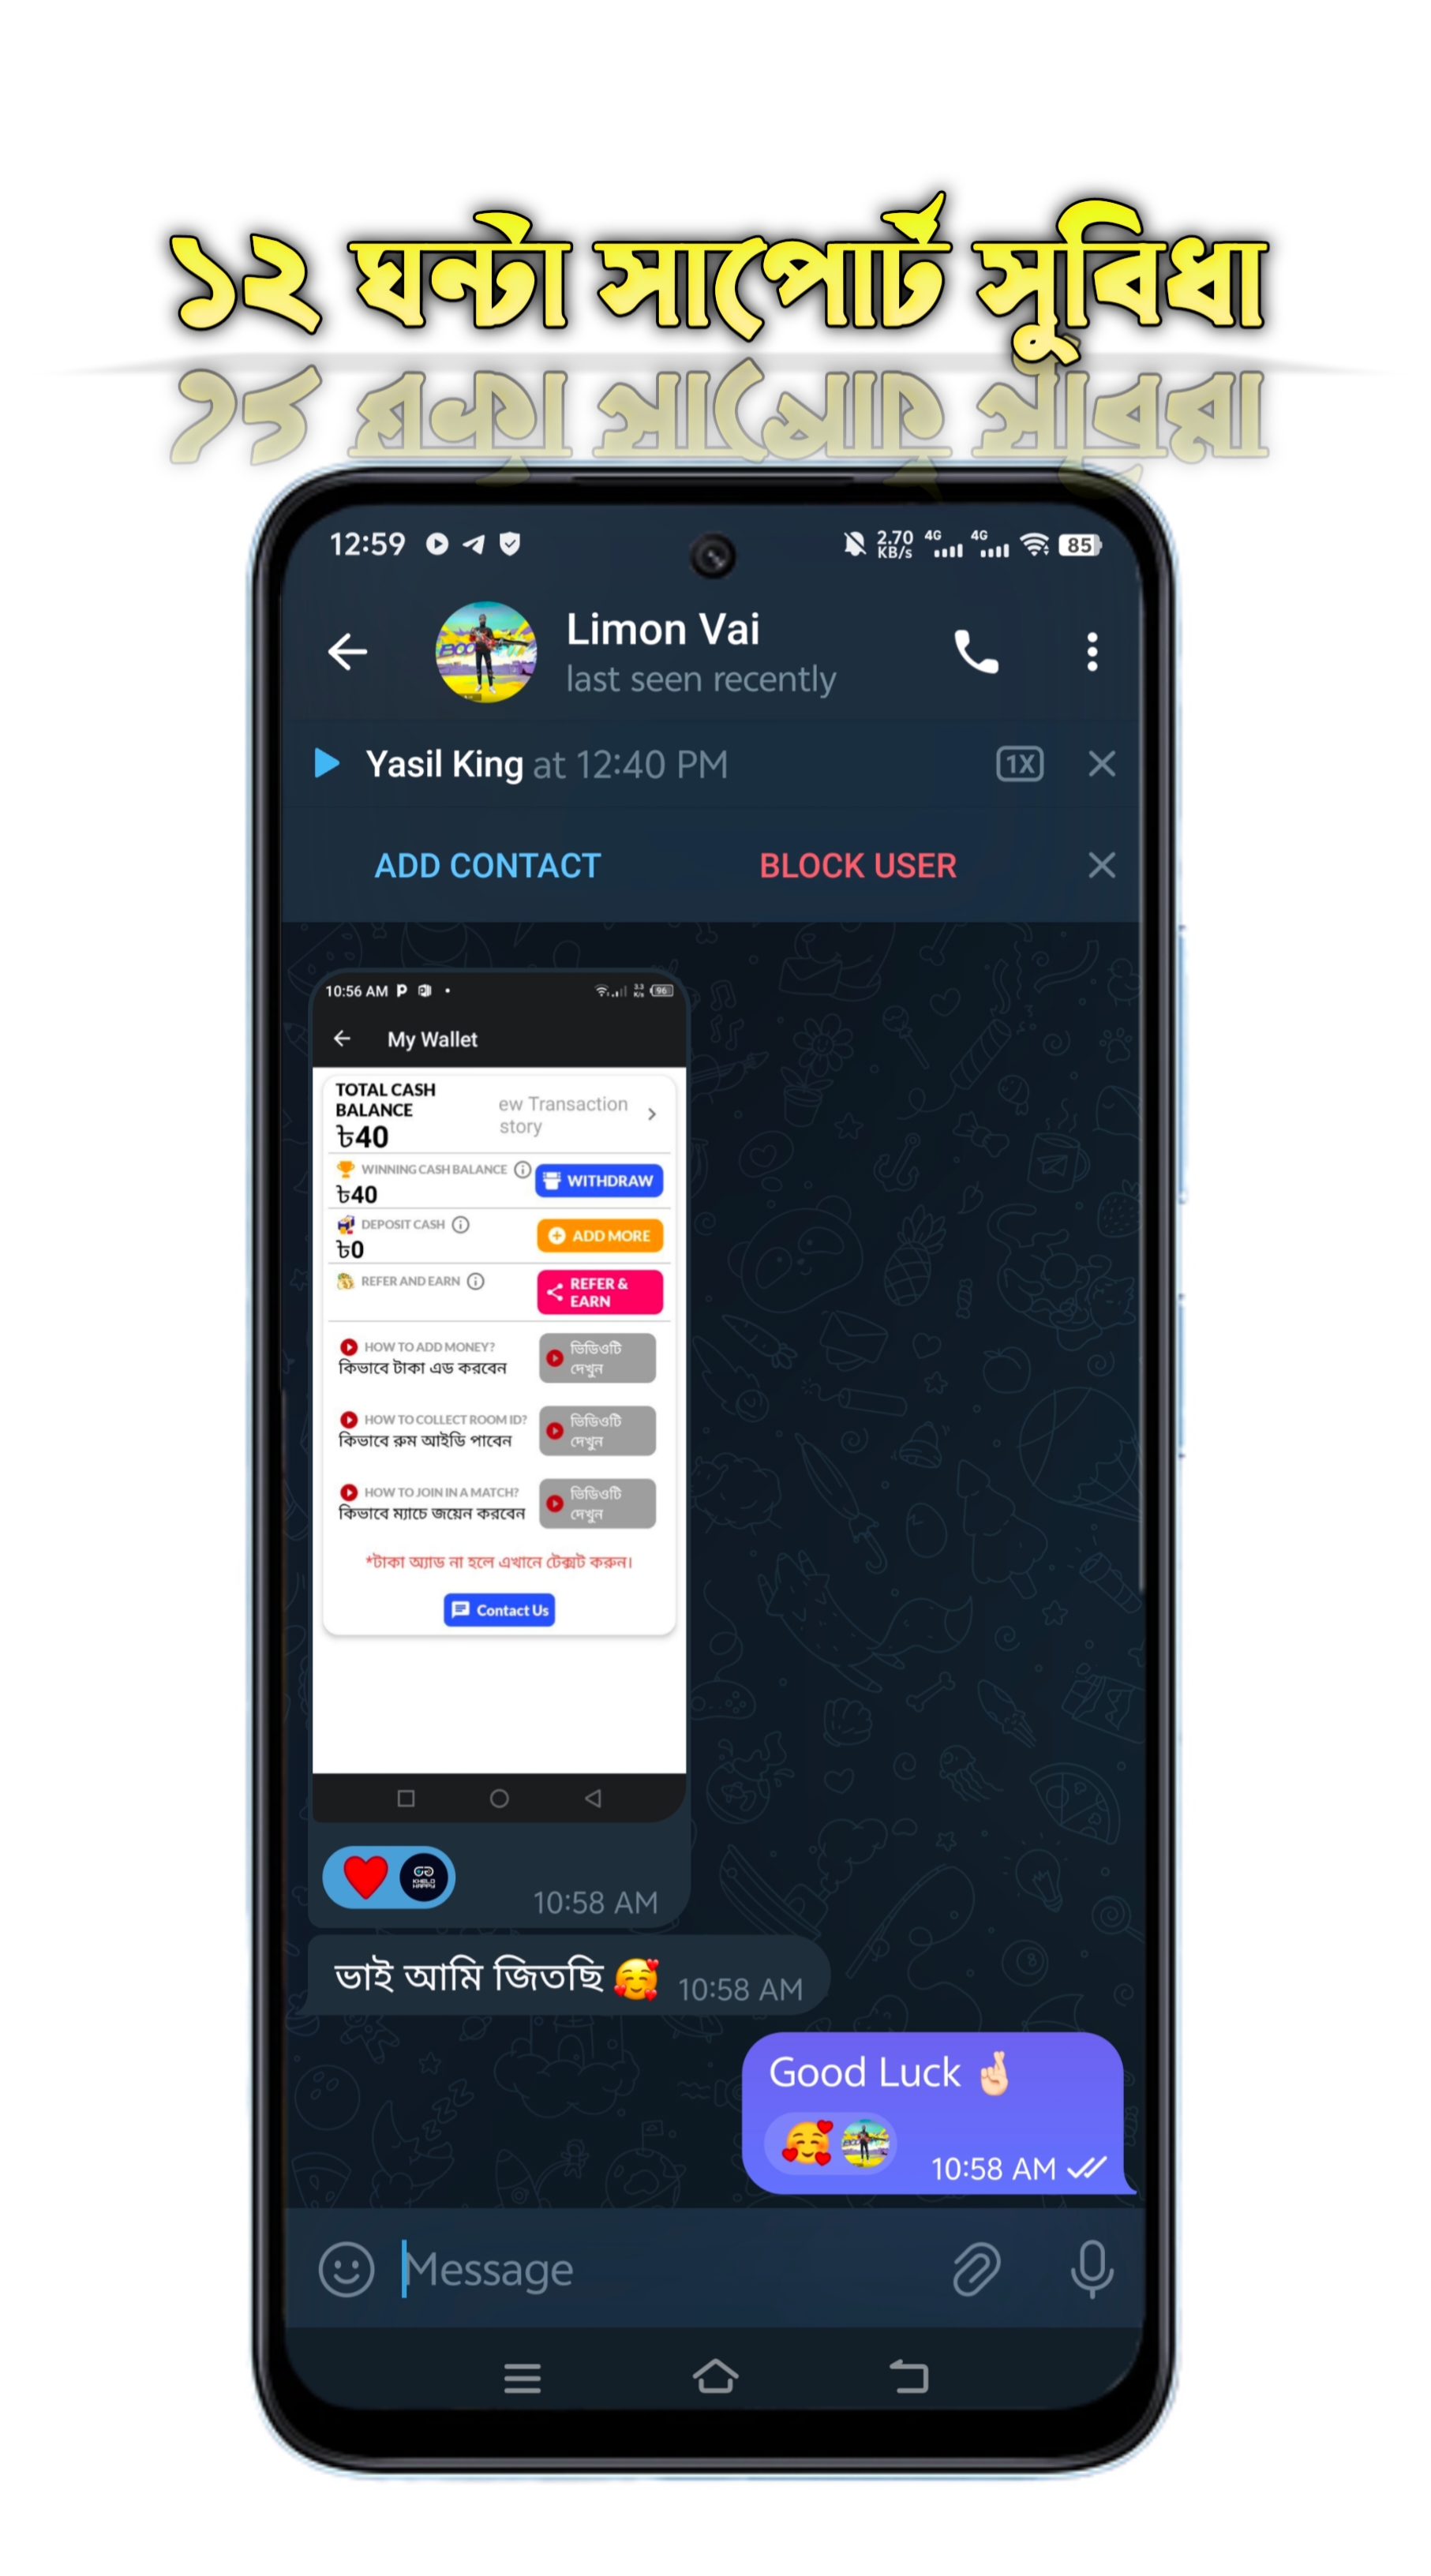 ১২ ঘন্টা সাপোর্ট সুবিধা
12:59
2.70 KB/s 4G 4G 85
Limon Vai
last seen recently
Yasil King at 12:40 PM 1X
ADD CONTACT BLOCK USER
10:56 AM 3.3 K/s 96
My Wallet
TOTAL CASH
BALANCE
৳40
ew Transaction
story
WINNING CASH BALANCE
৳40
WITHDRAW
DEPOSIT CASH
৳0
ADD MORE
REFER AND EARN
REFER &
EARN
HOW TO ADD MONEY?
কিভাবে টাকা এড করবেন
ভিডিওটি
দেখুন
HOW TO COLLECT ROOM ID?
কিভাবে রুম আইডি পাবেন
ভিডিওটি
দেখুন
HOW TO JOIN IN A MATCH?
কিভাবে ম্যাচে জয়েন করবেন
ভিডিওটি
দেখুন
*টাকা অ্যাড না হলে এখানে টেক্সট করুন।
Contact Us
KHELO
HAPPY
10:58 AM
ভাই আমি জিতছি 🥰 10:58 AM
Good Luck 🤞🏻
10:58 AM
Message